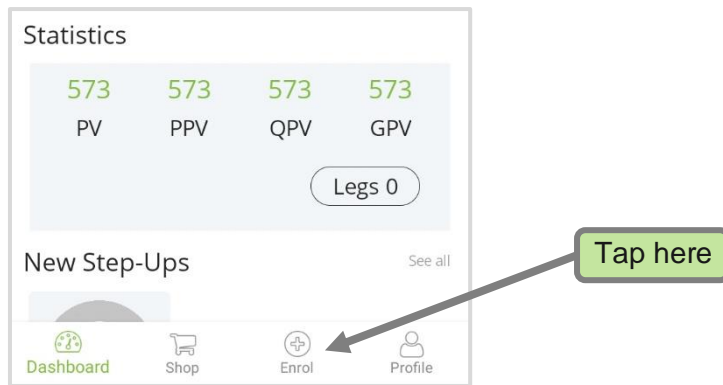 Statistics
573 573 573 573
PV PPV QPV GPV
Legs 0
New Step-Ups See all
Tap here
Dashboard Shop Enrol Profile